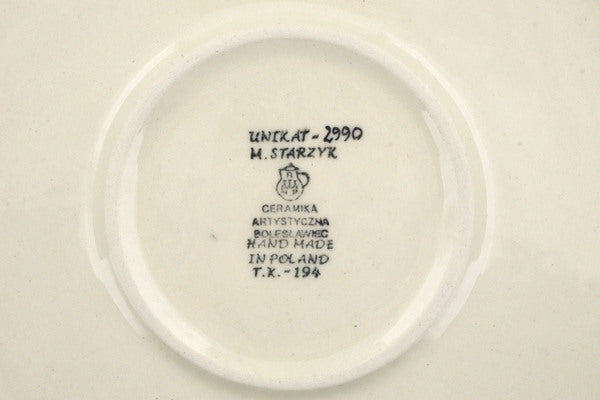 UNIKAT - 2990
M. STARZYK
CERAMIKA
ARTYSTYCZNA
BOLESŁAWIEC
HAND MADE
IN POLAND
T.K. - 194